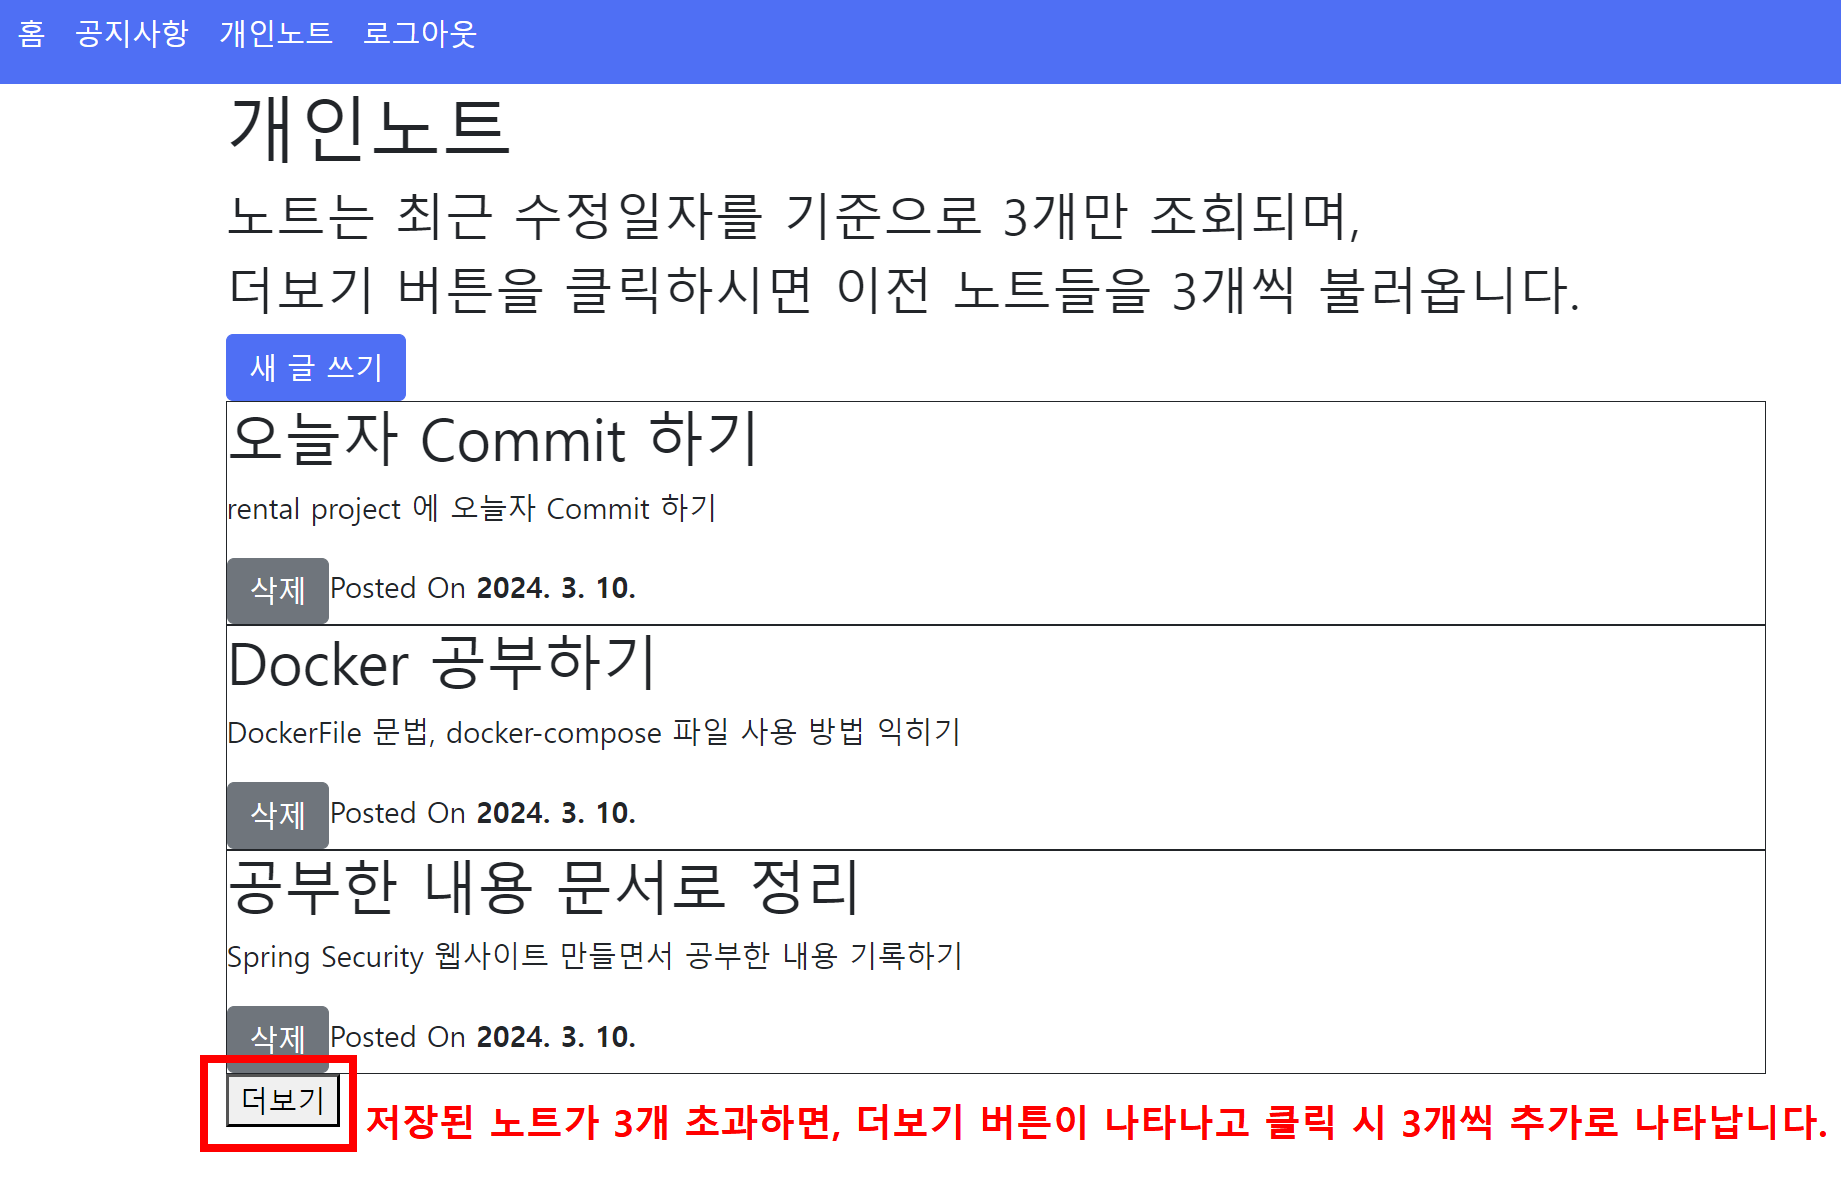 홈 공지사항 개인노트 로그아웃
개인노트
노트는 최근 수정일자를 기준으로 3개만 조회되며,
더보기 버튼을 클릭하시면 이전 노트들을 3개씩 불러옵니다.
새 글 쓰기
오늘자 Commit 하기
rental project 에 오늘자 Commit 하기
삭제 Posted On 2024. 3. 10.
Docker 공부하기
DockerFile 문법, docker-compose 파일 사용 방법 익히기
삭제 Posted On 2024. 3. 10.
공부한 내용 문서로 정리
Spring Security 웹사이트 만들면서 공부한 내용 기록하기
삭제 Posted On 2024. 3. 10.
더보기 저장된 노트가 3개 초과하면, 더보기 버튼이 나타나고 클릭 시 3개씩 추가로 나타납니다.